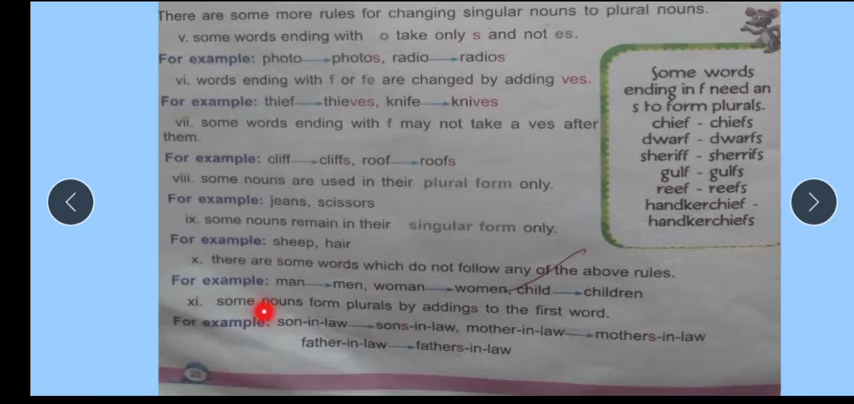 There are some more rules for changing singular nouns to plural nouns.
v. some words ending with o take only s and not es.
For example: photo→photos, radio→radios
vi. words ending with f or fe are changed by adding ves.
For example: thief→thieves, knife→knives
vii. some words ending with f may not take a ves after
them.
For example: cliff→cliffs, roof→roofs
viii. some nouns are used in their plural form only.
For example: jeans, scissors
ix. some nouns remain in their singular form only.
For example: sheep, hair
x. there are some words which do not follow any of the above rules.
For example: man→men, woman→women, child→children
xi. some nouns form plurals by addings to the first word.
For example: son-in-law→sons-in-law, mother-in-law→mothers-in-law
father-in-law→fathers-in-law
Some words
ending in f need an
s to form plurals.
chief - chiefs
dwarf - dwarfs
sheriff - sherrifs
gulf - gulfs
reef - reefs
handkerchief -
handkerchiefs
22